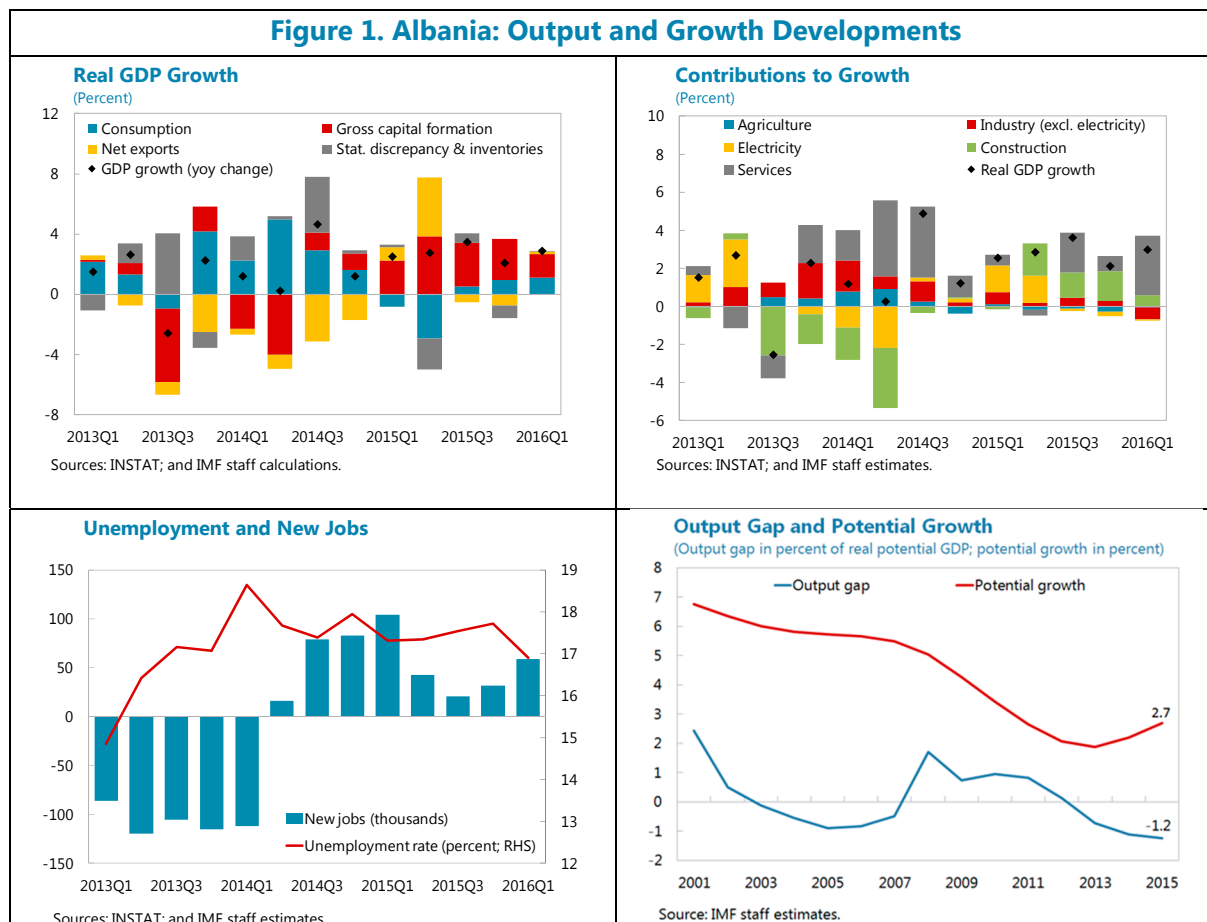 Figure 1. Albania: Output and Growth Developments
Real GDP Growth
(Percent)
12
8
4
0
-4
-8
Consumption
Gross capital formation
Net exports
Stat. discrepancy & inventories
GDP growth (yoy change)
2013Q1 2013Q3 2014Q1 2014Q3 2015Q1 2015Q3 2016Q1
Sources: INSTAT; and IMF staff calculations.
Contributions to Growth
(Percent)
10
8
6
4
2
0
-2
-4
-6
Agriculture
Industry (excl. electricity)
Electricity
Construction
Services
Real GDP growth
2013Q1 2013Q3 2014Q1 2014Q3 2015Q1 2015Q3 2016Q1
Sources: INSTAT; and IMF staff estimates.
Unemployment and New Jobs
150
100
50
0
-50
-100
-150
19
18
17
16
15
14
13
12
New jobs (thousands)
Unemployment rate (percent; RHS)
2013Q1 2013Q3 2014Q1 2014Q3 2015Q1 2015Q3 2016Q1
Sources: INSTAT; and IMF staff estimates
Output Gap and Potential Growth
(Output gap in percent of real potential GDP; potential growth in percent)
8
7
6
5
4
3
2
1
0
-1
-2
Output gap
Potential growth
2.7
-1.2
2001 2003 2005 2007 2009 2011 2013 2015
Source: IMF staff estimates.